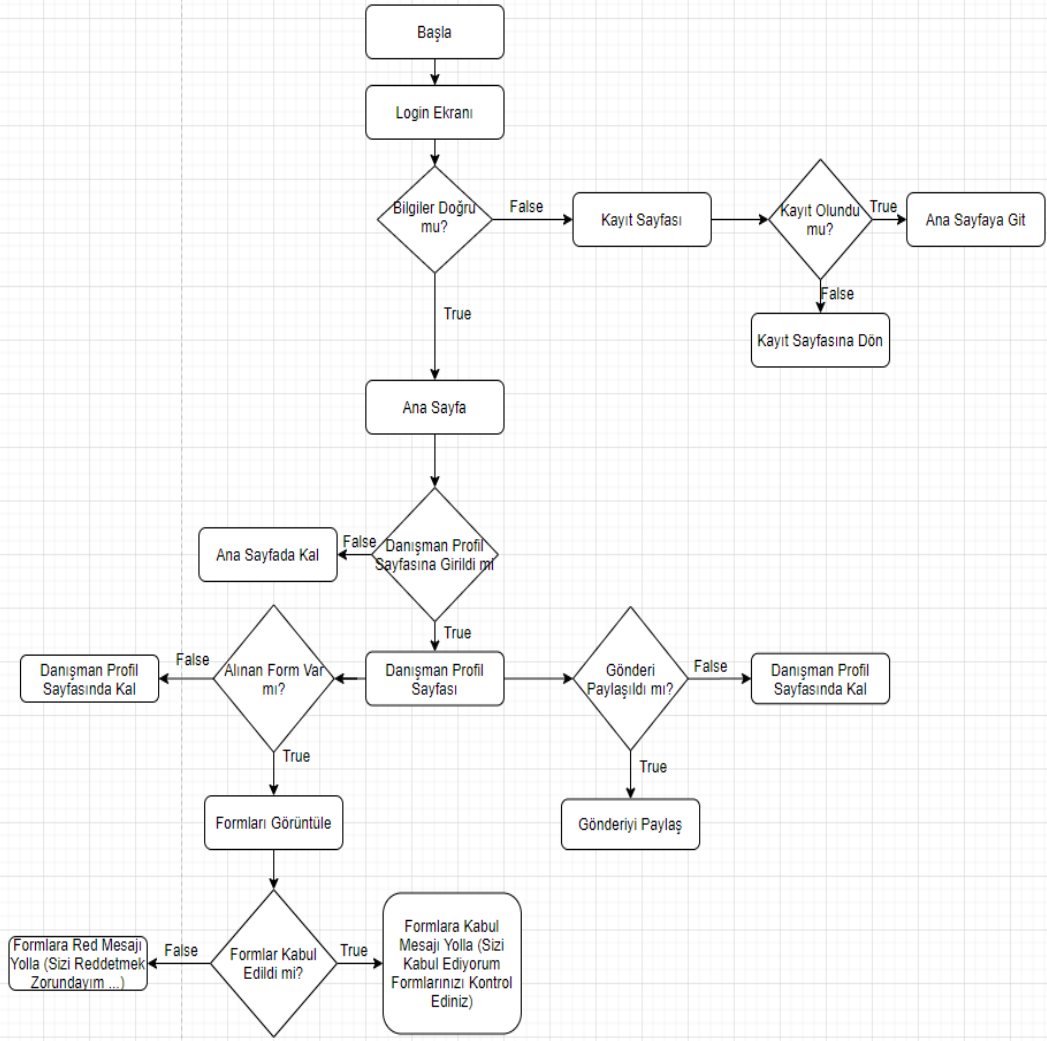 Başla
Login Ekranı
Bilgiler Doğru
mu?
False
Kayıt Sayfası
Kayıt Olundu
mu?
True
Ana Sayfaya Git
False
Kayıt Sayfasına Dön
True
Ana Sayfa
Danışman Profil
Sayfasına Girildi mi
False
Ana Sayfada Kal
True
Danışman Profil
Sayfasında Kal
False
Alınan Form Var
mı?
Danışman Profil
Sayfası
Gönderi
Paylaşıldı mı?
False
Danışman Profil
Sayfasında Kal
True
True
Formları Görüntüle
Gönderiyi Paylaş
Formlara Red Mesajı
Yolla (Sizi Reddetmek
Zorundayım ...)
False
Formlar Kabul
Edildi mi?
True
Formlara Kabul
Mesajı Yolla (Sizi
Kabul Ediyorum
Formlarınızı Kontrol
Ediniz)